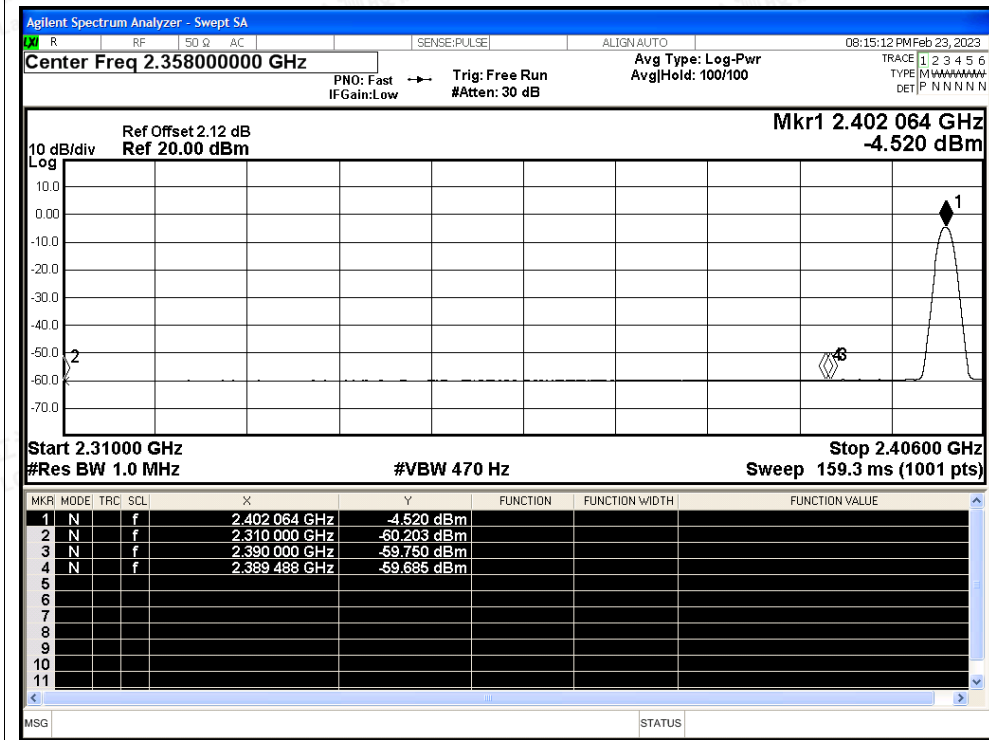 Agilent Spectrum Analyzer - Swept SA
LXI R RF 50 Ω AC SENSE:PULSE ALIGN AUTO 08:15:12 PM Feb 23, 2023
Center Freq 2.358000000 GHz
PNO: Fast
IFGain:Low
Trig: Free Run
#Atten: 30 dB
Avg Type: Log-Pwr
Avg|Hold: 100/100
TRACE 1 2 3 4 5 6
TYPE M
DET P N N N N N
Mkr1 2.402 064 GHz
-4.520 dBm
Ref Offset 2.12 dB
10 dB/div Ref 20.00 dBm
Log
10.0
0.00
-10.0
-20.0
-30.0
-40.0
-50.0
-60.0
-70.0
1
2
4 3
Start 2.31000 GHz Stop 2.40600 GHz
#Res BW 1.0 MHz #VBW 470 Hz Sweep 159.3 ms (1001 pts)
MKR MODE TRC SCL X Y FUNCTION FUNCTION WIDTH FUNCTION VALUE
1 N f 2.402 064 GHz -4.520 dBm
2 N f 2.310 000 GHz -60.203 dBm
3 N f 2.390 000 GHz -59.750 dBm
4 N f 2.389 488 GHz -59.685 dBm
5
6
7
8
9
10
11
MSG STATUS